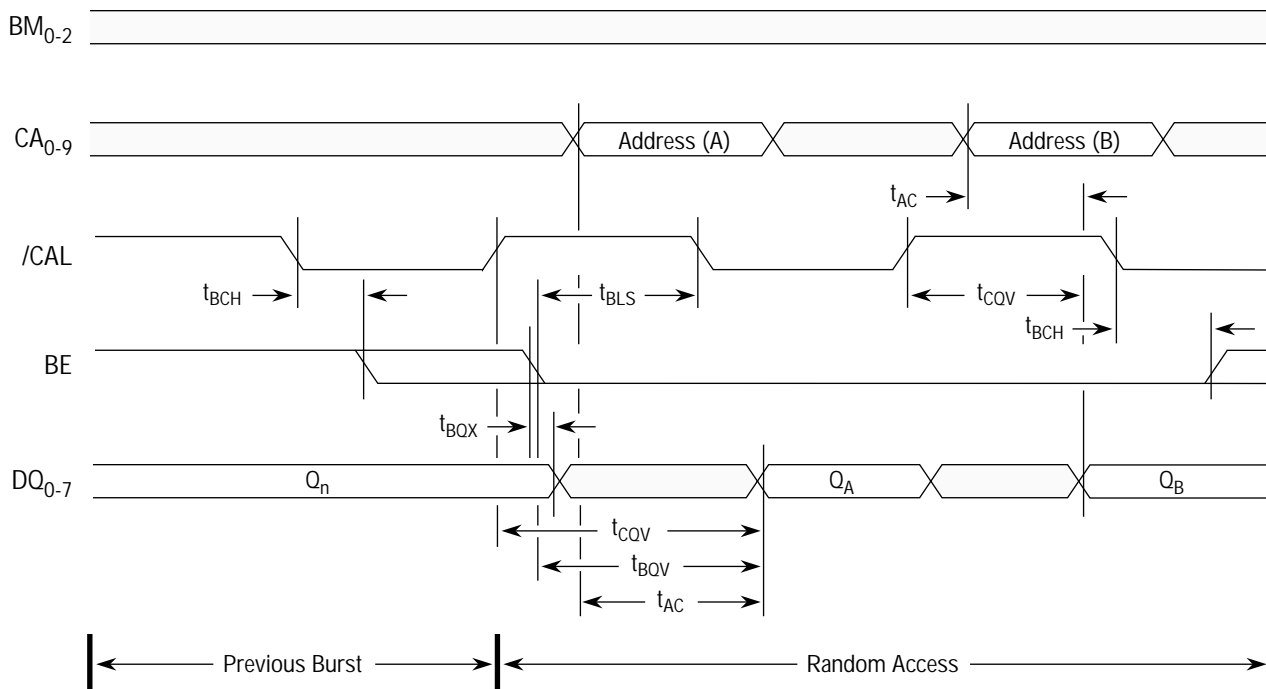 BM0-2
CA0-9
Address (A)
Address (B)
tAC
/CAL
tBCH
tBLS
tCQV
tBCH
BE
tBQX
DQ0-7
Qn
QA
QB
tCQV
tBQV
tAC
Previous Burst
Random Access